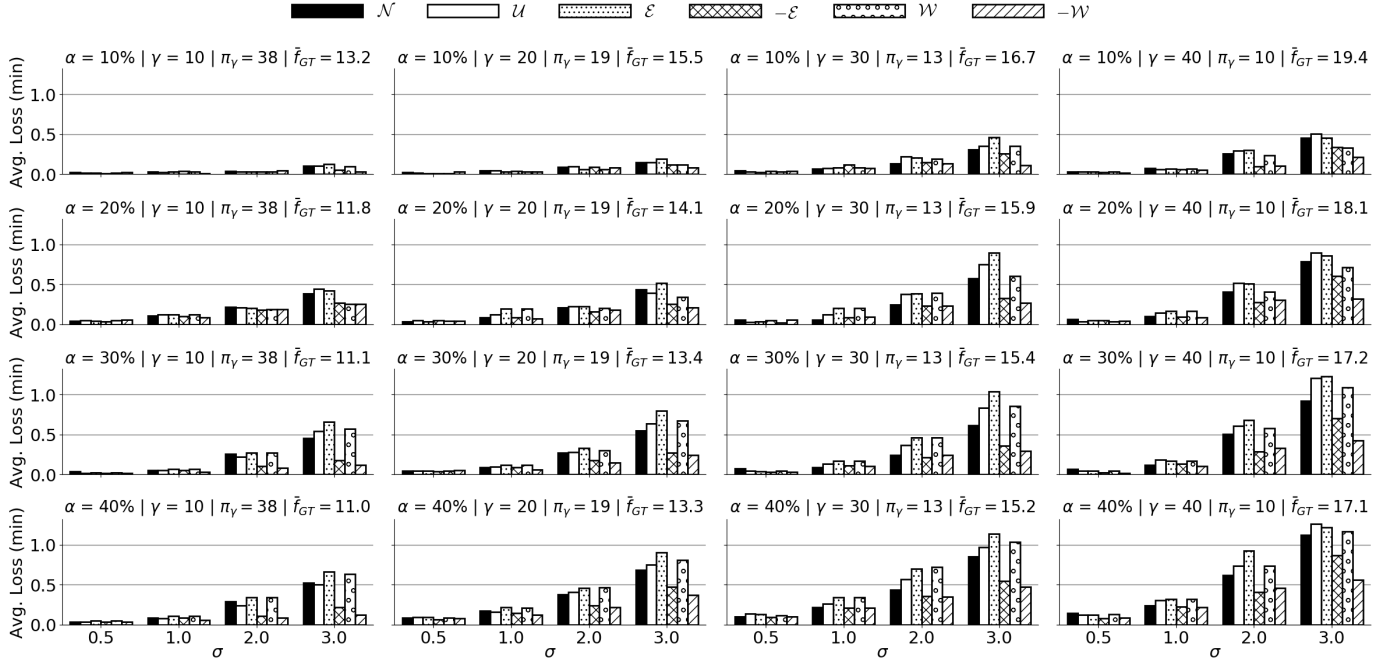 𝒩 𝒰 ℰ −ℰ 𝒲 −𝒲
α = 10% | γ = 10 | π_γ = 38 | f̄_GT = 13.2
α = 10% | γ = 20 | π_γ = 19 | f̄_GT = 15.5
α = 10% | γ = 30 | π_γ = 13 | f̄_GT = 16.7
α = 10% | γ = 40 | π_γ = 10 | f̄_GT = 19.4
Avg. Loss (min)
1.0
0.5
0.0
α = 20% | γ = 10 | π_γ = 38 | f̄_GT = 11.8
α = 20% | γ = 20 | π_γ = 19 | f̄_GT = 14.1
α = 20% | γ = 30 | π_γ = 13 | f̄_GT = 15.9
α = 20% | γ = 40 | π_γ = 10 | f̄_GT = 18.1
Avg. Loss (min)
1.0
0.5
0.0
α = 30% | γ = 10 | π_γ = 38 | f̄_GT = 11.1
α = 30% | γ = 20 | π_γ = 19 | f̄_GT = 13.4
α = 30% | γ = 30 | π_γ = 13 | f̄_GT = 15.4
α = 30% | γ = 40 | π_γ = 10 | f̄_GT = 17.2
Avg. Loss (min)
1.0
0.5
0.0
α = 40% | γ = 10 | π_γ = 38 | f̄_GT = 11.0
α = 40% | γ = 20 | π_γ = 19 | f̄_GT = 13.3
α = 40% | γ = 30 | π_γ = 13 | f̄_GT = 15.2
α = 40% | γ = 40 | π_γ = 10 | f̄_GT = 17.1
Avg. Loss (min)
1.0
0.5
0.0
0.5 1.0 2.0 3.0
σ
0.5 1.0 2.0 3.0
σ
0.5 1.0 2.0 3.0
σ
0.5 1.0 2.0 3.0
σ